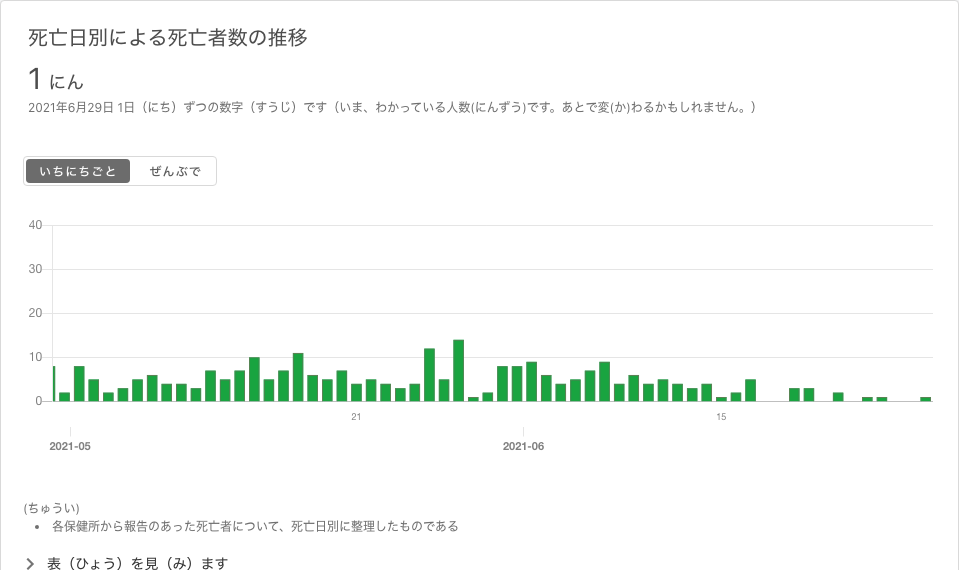 死亡日別による死亡者数の推移
1 にん
2021年6月29日 1日（にち）ずつの数字（すうじ）です（いま、わかっている人数(にんずう)です。あとで変(か)わるかもしれません。）
いちにちごと ぜんぶで
40
30
20
10
0
21 15
2021-05 2021-06
(ちゅうい)
• 各保健所から報告のあった死亡者について、死亡日別に整理したものである
表（ひょう）を見（み）ます